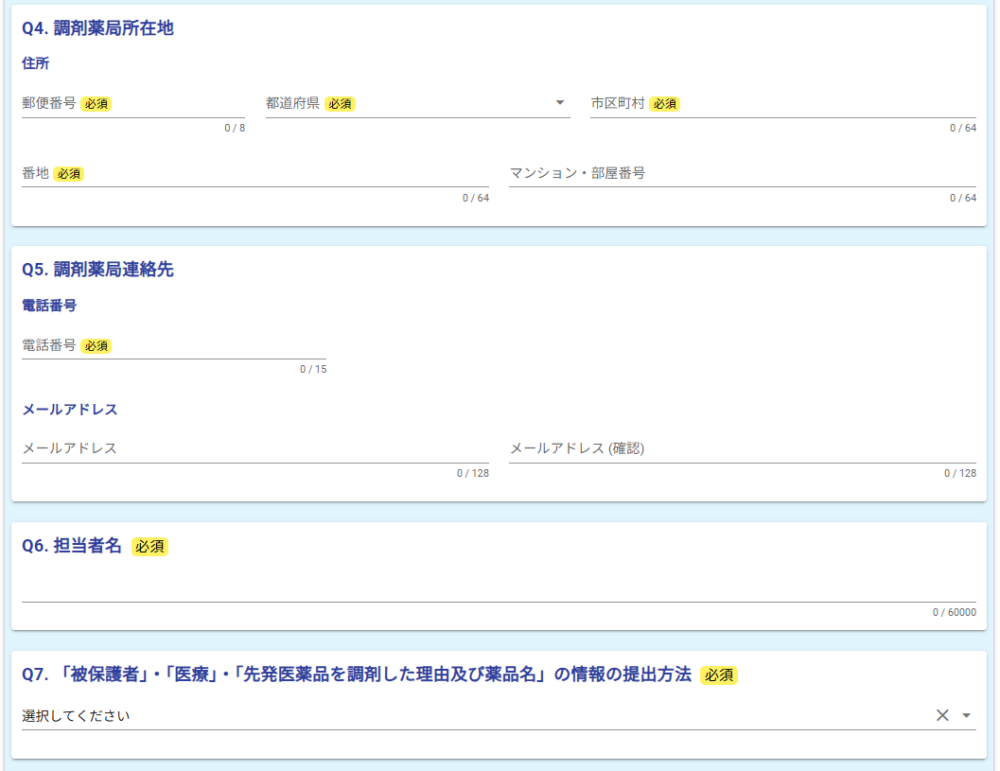 Q4. 調剤薬局所在地
住所
郵便番号 必須 都道府県 必須 市区町村 必須
0 / 8 0 / 64
番地 必須 マンション・部屋番号
0 / 64 0 / 64
Q5. 調剤薬局連絡先
電話番号
電話番号 必須
0 / 15
メールアドレス
メールアドレス メールアドレス (確認)
0 / 128 0 / 128
Q6. 担当者名 必須
0 / 60000
Q7. 「被保護者」・「医療」・「先発医薬品を調剤した理由及び薬品名」の情報の提出方法 必須
選択してください